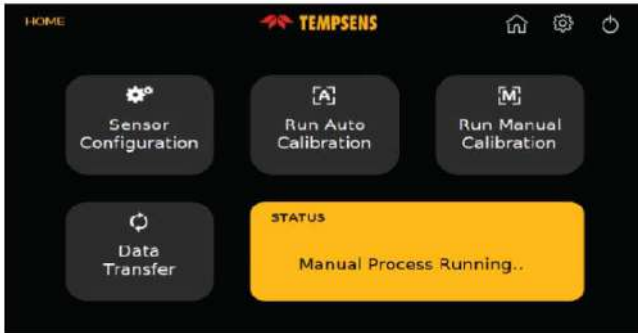 HOME
TEMPSENS
[A]
[M]
Sensor
Configuration
Run Auto
Calibration
Run Manual
Calibration
Data
Transfer
STATUS
Manual Process Running..